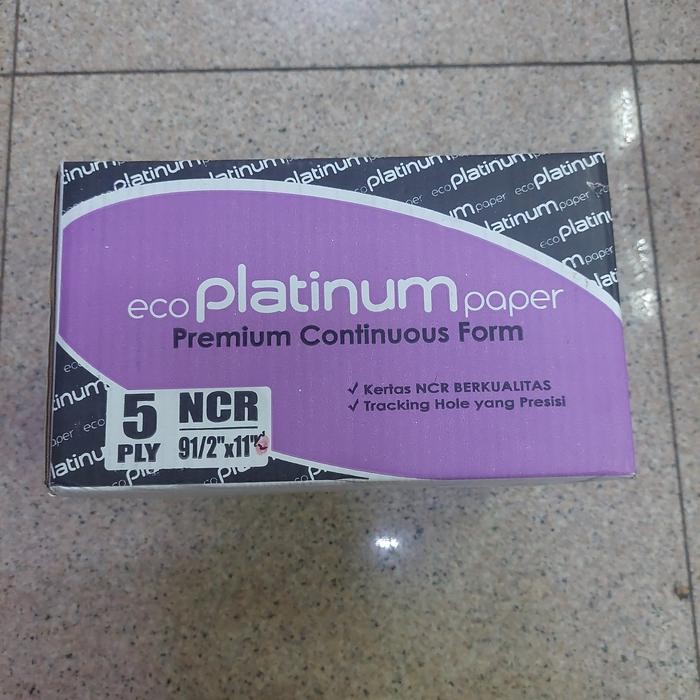 eco platinum paper
Premium Continuous Form
✓ Kertas NCR BERKUALITAS
✓ Tracking Hole yang Presisi
5 PLY
NCR
91/2"x11"